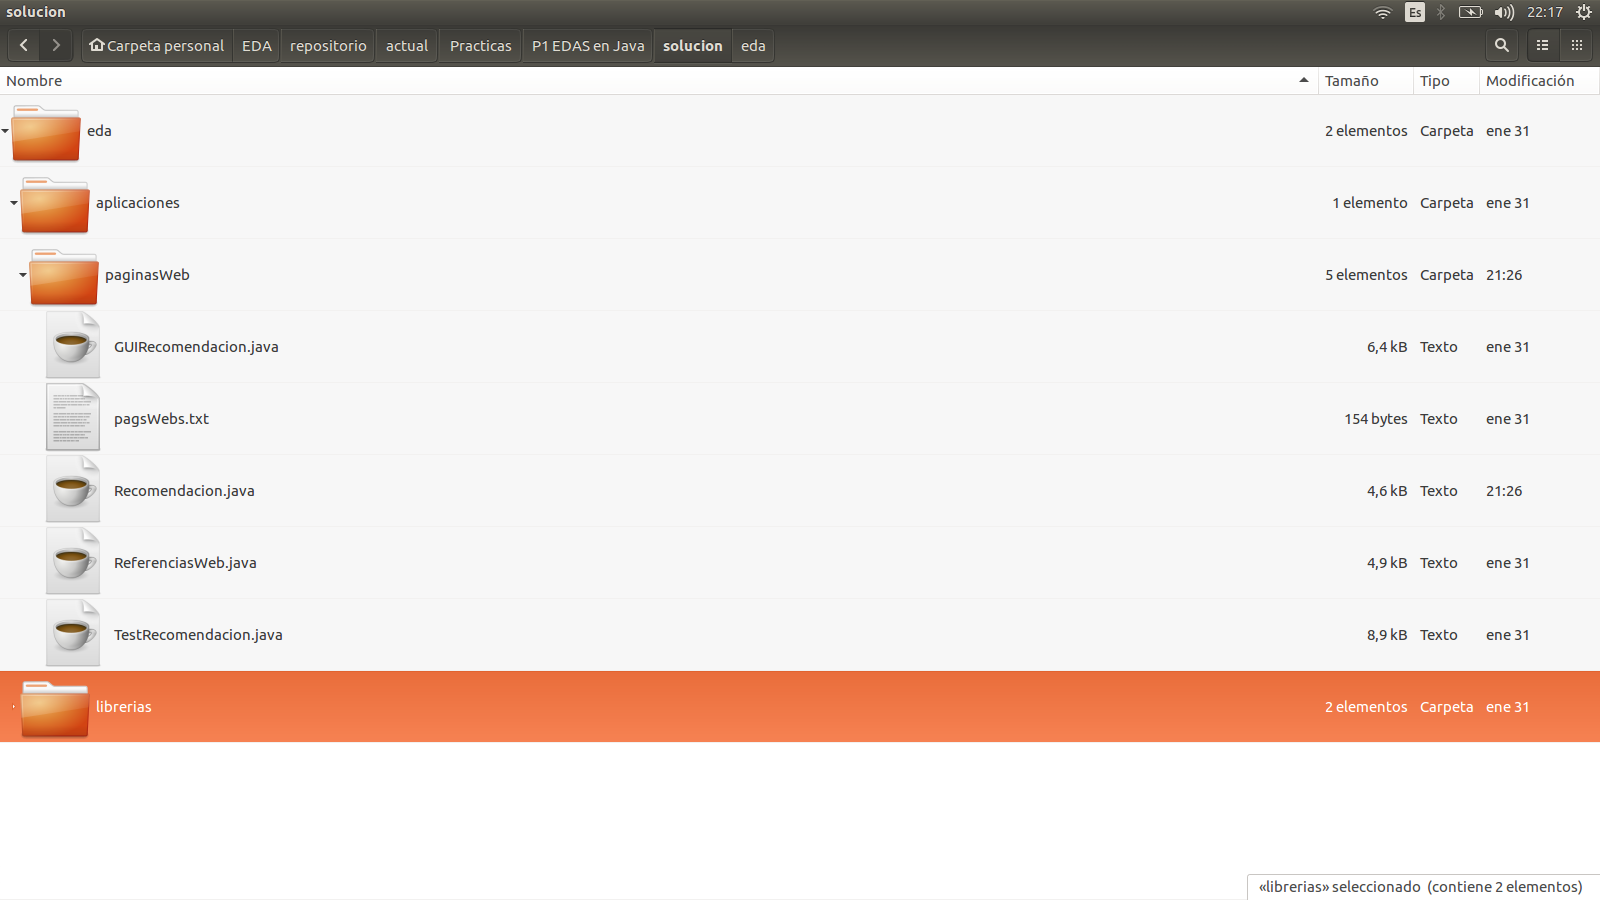 solucion Es 22:17
Carpeta personal EDA repositorio actual Practicas P1 EDAS en Java solucion eda
Nombre Tamaño Tipo Modificación
eda 2 elementos Carpeta ene 31
aplicaciones 1 elemento Carpeta ene 31
paginasWeb 5 elementos Carpeta 21:26
GUIRecomendacion.java 6,4 kB Texto ene 31
pagsWebs.txt 154 bytes Texto ene 31
Recomendacion.java 4,6 kB Texto 21:26
ReferenciasWeb.java 4,9 kB Texto ene 31
TestRecomendacion.java 8,9 kB Texto ene 31
librerias 2 elementos Carpeta ene 31
«librerias» seleccionado (contiene 2 elementos)